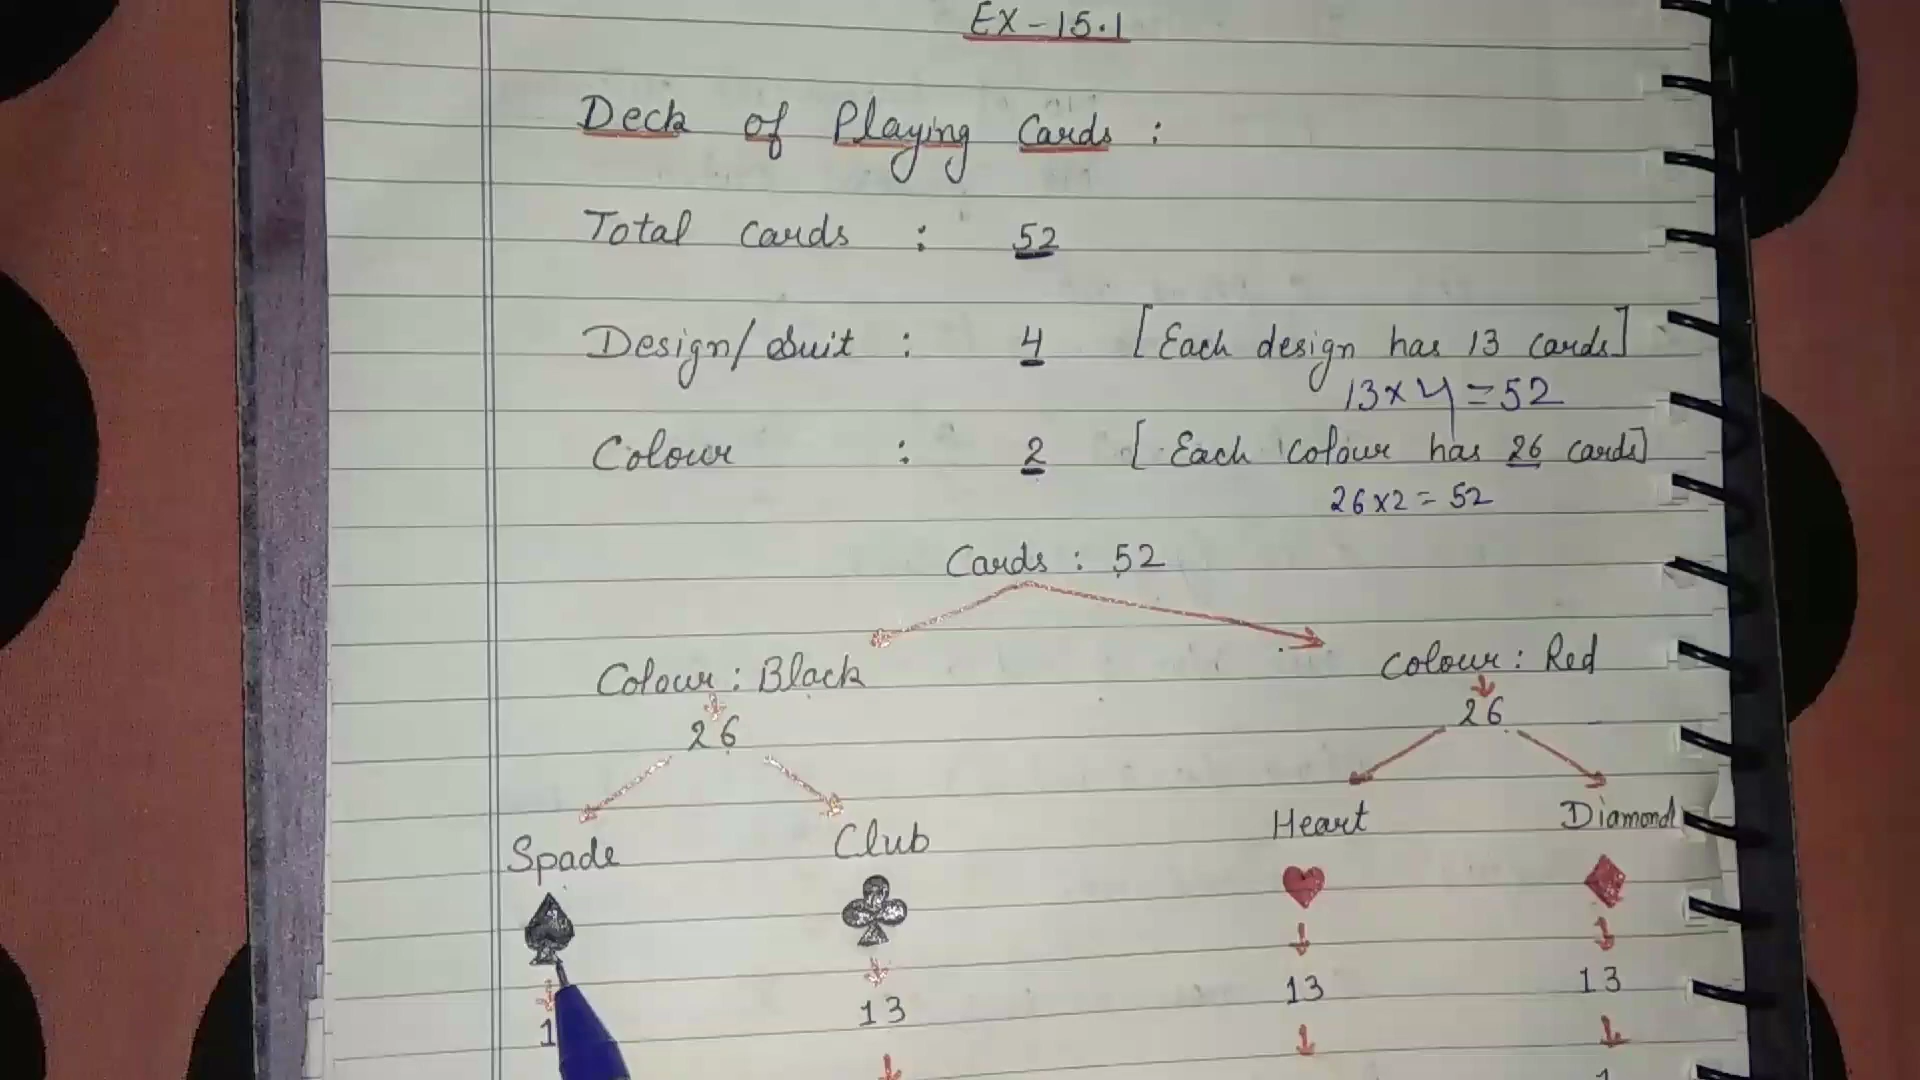 EX-15.1
Deck of Playing Cards :
Total cards : 52
Design/Suit : 4 [Each design has 13 cards]
13×4=52
Colour : 2 [Each colour has 26 cards]
26×2=52
Cards : 52
Colour : Black Colour : Red
26 26
Spade Club Heart Diamond
13 13 13
1
1